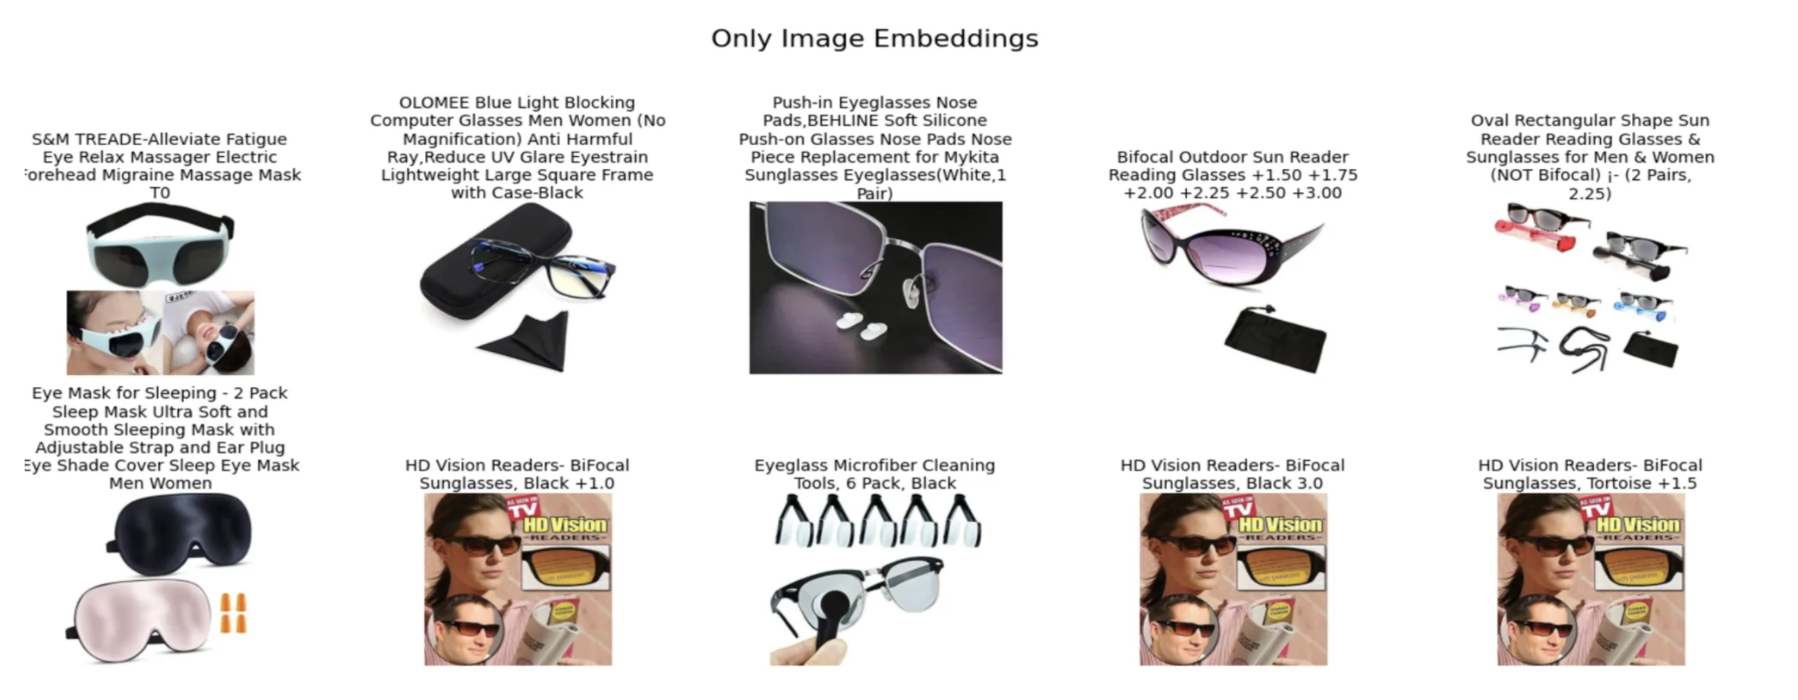 Only Image Embeddings
S&M TREADE-Alleviate Fatigue
Eye Relax Massager Electric
Forehead Migraine Massage Mask
T0
OLOMEE Blue Light Blocking
Computer Glasses Men Women (No
Magnification) Anti Harmful
Ray,Reduce UV Glare Eyestrain
Lightweight Large Square Frame
with Case-Black
Push-in Eyeglasses Nose
Pads,BEHLINE Soft Silicone
Push-on Glasses Nose Pads Nose
Piece Replacement for Mykita
Sunglasses Eyeglasses(White,1
Pair)
Bifocal Outdoor Sun Reader
Reading Glasses +1.50 +1.75
+2.00 +2.25 +2.50 +3.00
Oval Rectangular Shape Sun
Reader Reading Glasses &
Sunglasses for Men & Women
(NOT Bifocal) ¡- (2 Pairs,
2.25)
Eye Mask for Sleeping - 2 Pack
Sleep Mask Ultra Soft and
Smooth Sleeping Mask with
Adjustable Strap and Ear Plug
Eye Shade Cover Sleep Eye Mask
Men Women
HD Vision Readers- BiFocal
Sunglasses, Black +1.0
AS SEEN ON
TV
HD Vision
-READERS-
Eyeglass Microfiber Cleaning
Tools, 6 Pack, Black
HD Vision Readers- BiFocal
Sunglasses, Black 3.0
AS SEEN ON
TV
HD Vision
-READERS-
HD Vision Readers- BiFocal
Sunglasses, Tortoise +1.5
AS SEEN ON
TV
HD Vision
-READERS-